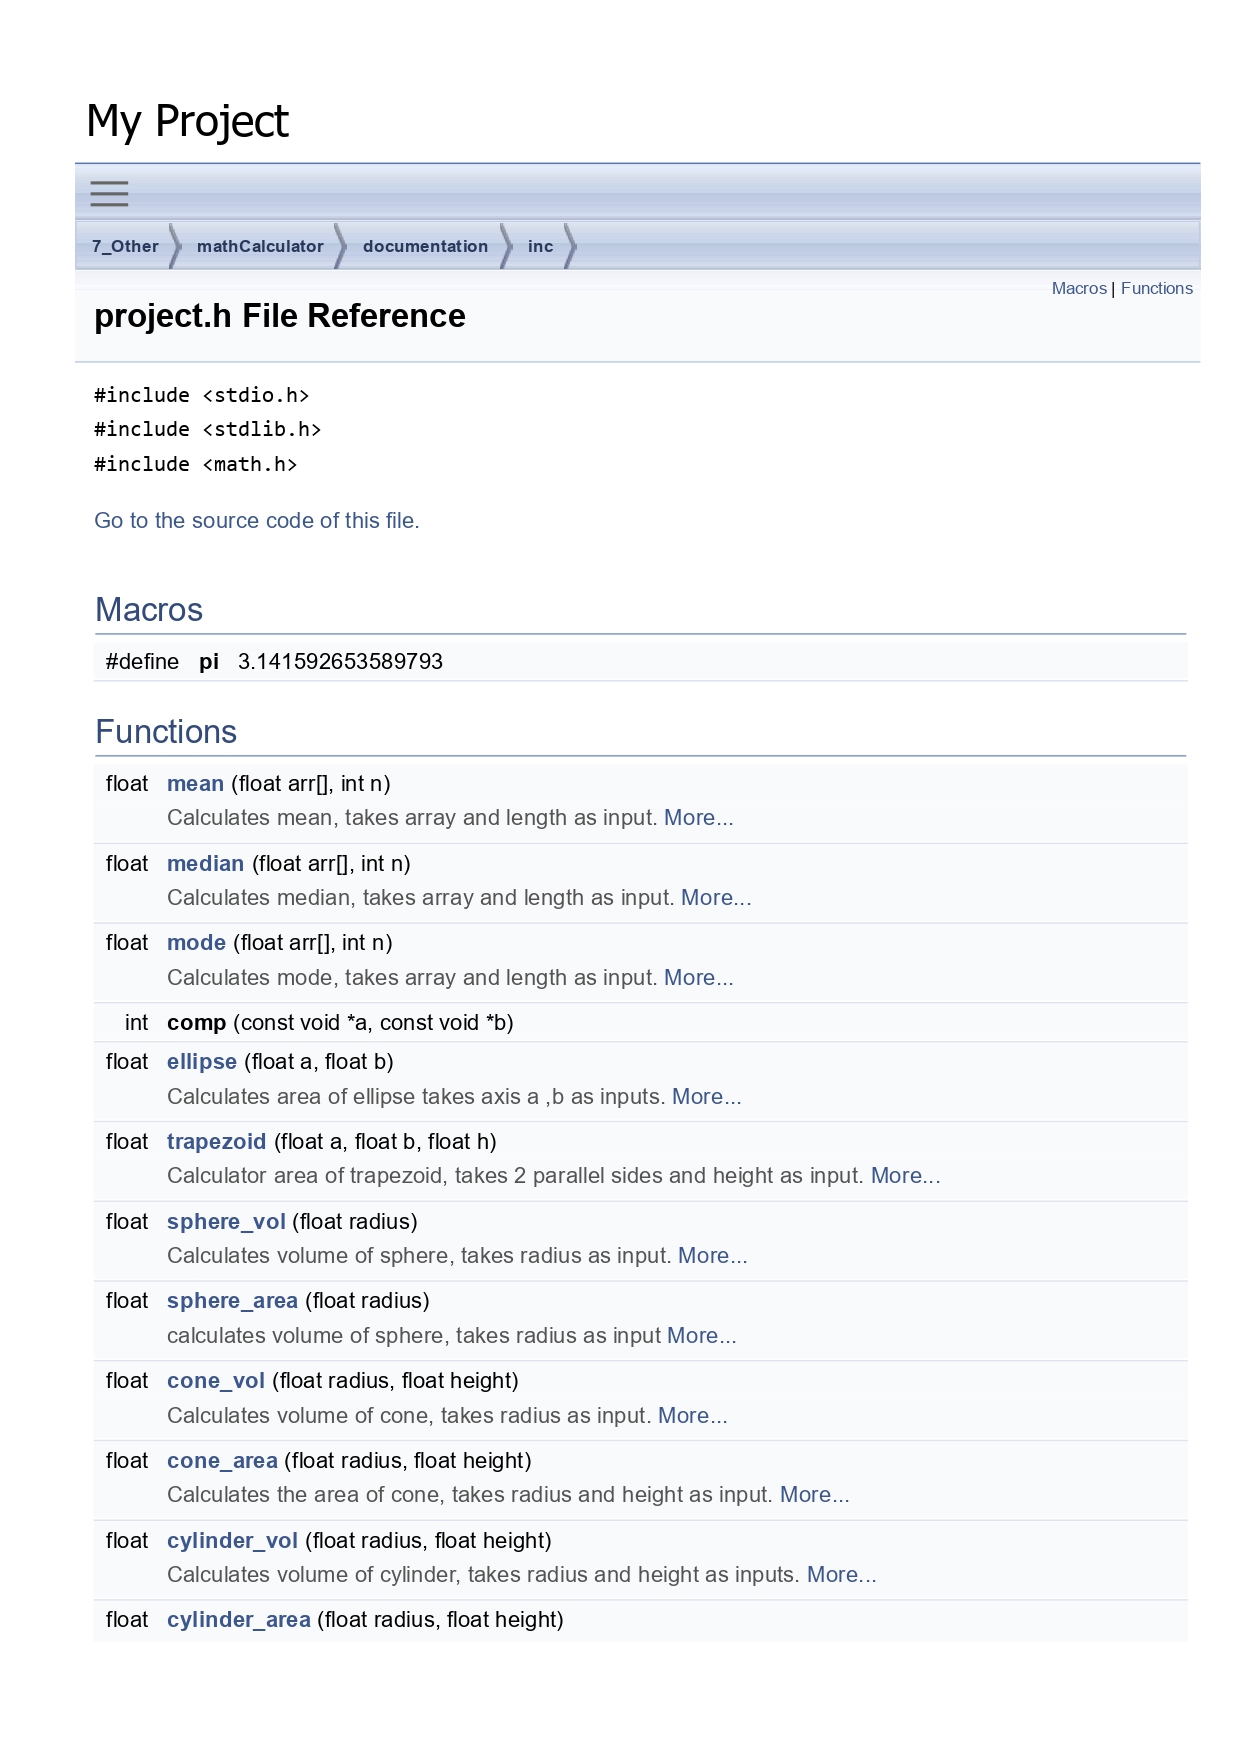 My Project
7_Other mathCalculator documentation inc
Macros | Functions
project.h File Reference
#include <stdio.h>
#include <stdlib.h>
#include <math.h>
Go to the source code of this file.
Macros
#define pi 3.141592653589793
Functions
float mean (float arr[], int n)
Calculates mean, takes array and length as input. More...
float median (float arr[], int n)
Calculates median, takes array and length as input. More...
float mode (float arr[], int n)
Calculates mode, takes array and length as input. More...
int comp (const void *a, const void *b)
float ellipse (float a, float b)
Calculates area of ellipse takes axis a ,b as inputs. More...
float trapezoid (float a, float b, float h)
Calculator area of trapezoid, takes 2 parallel sides and height as input. More...
float sphere_vol (float radius)
Calculates volume of sphere, takes radius as input. More...
float sphere_area (float radius)
calculates volume of sphere, takes radius as input More...
float cone_vol (float radius, float height)
Calculates volume of cone, takes radius as input. More...
float cone_area (float radius, float height)
Calculates the area of cone, takes radius and height as input. More...
float cylinder_vol (float radius, float height)
Calculates volume of cylinder, takes radius and height as inputs. More...
float cylinder_area (float radius, float height)